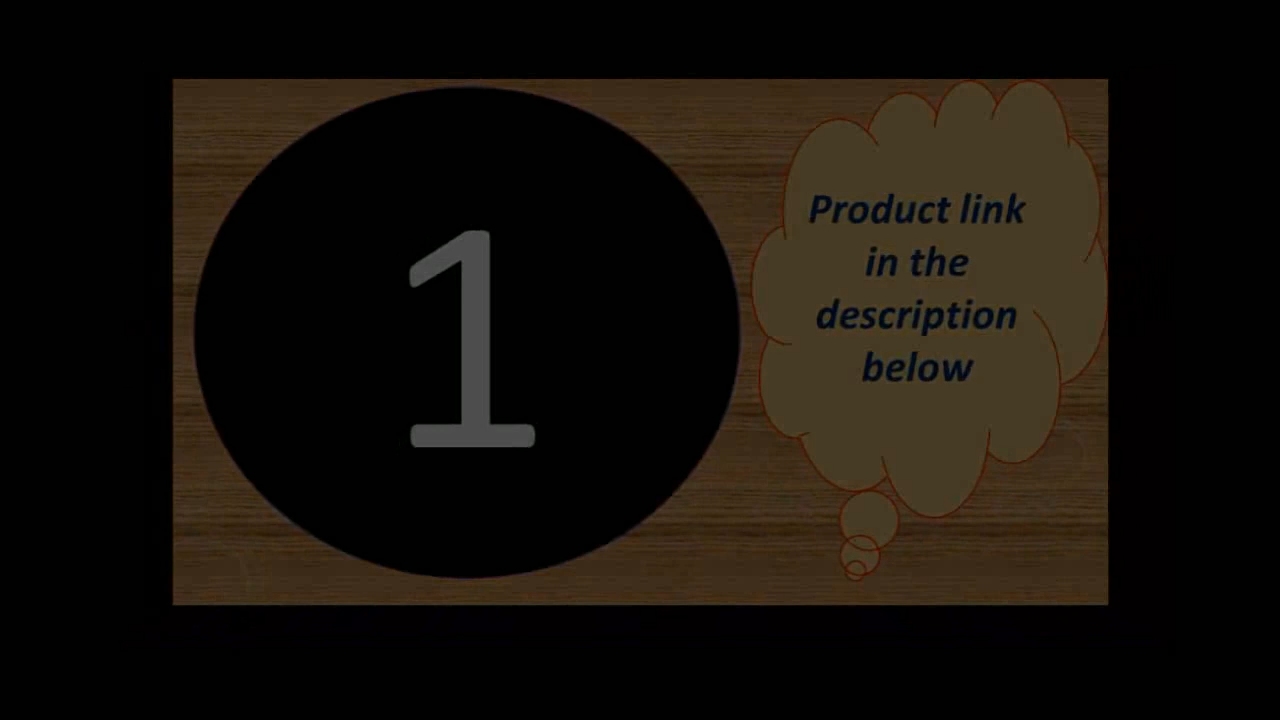 1
Product link
in the
description
below